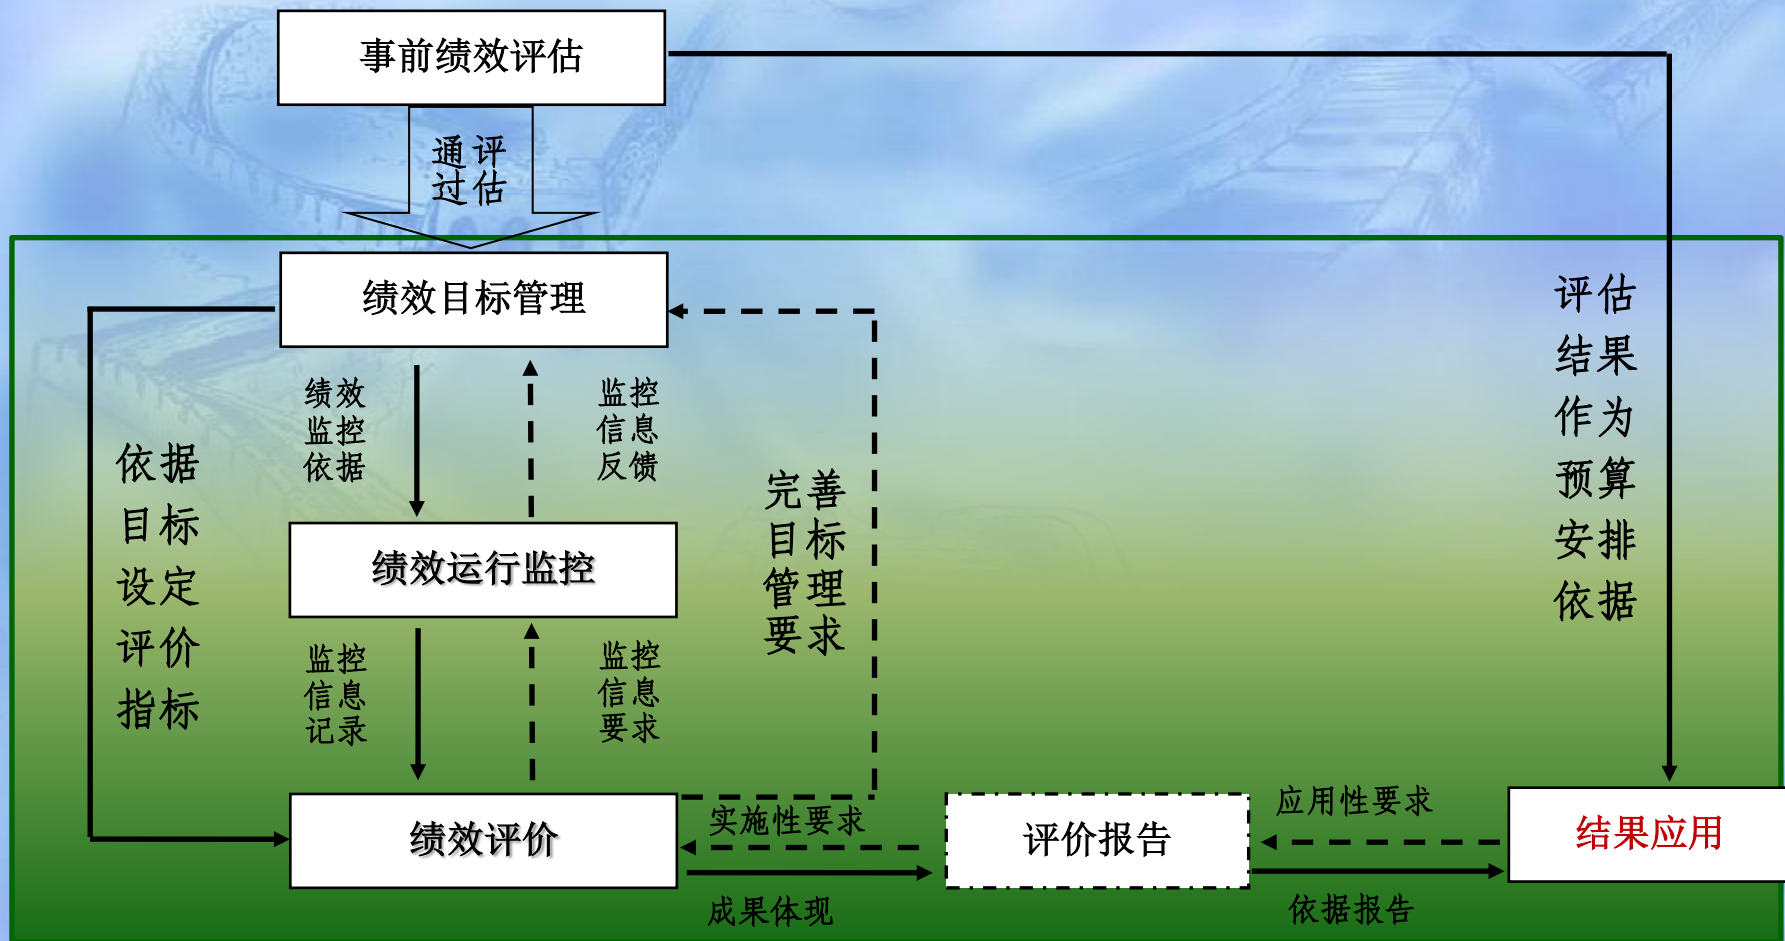 事前绩效评估
通评
过估
绩效目标管理
绩效
监控
依据
监控
信息
反馈
依据
目标
设定
评价
指标
完善
目标
管理
要求
评估
结果
作为
预算
安排
依据
绩效运行监控
监控
信息
记录
监控
信息
要求
绩效评价
实施性要求
成果体现
评价报告
应用性要求
依据报告
结果应用